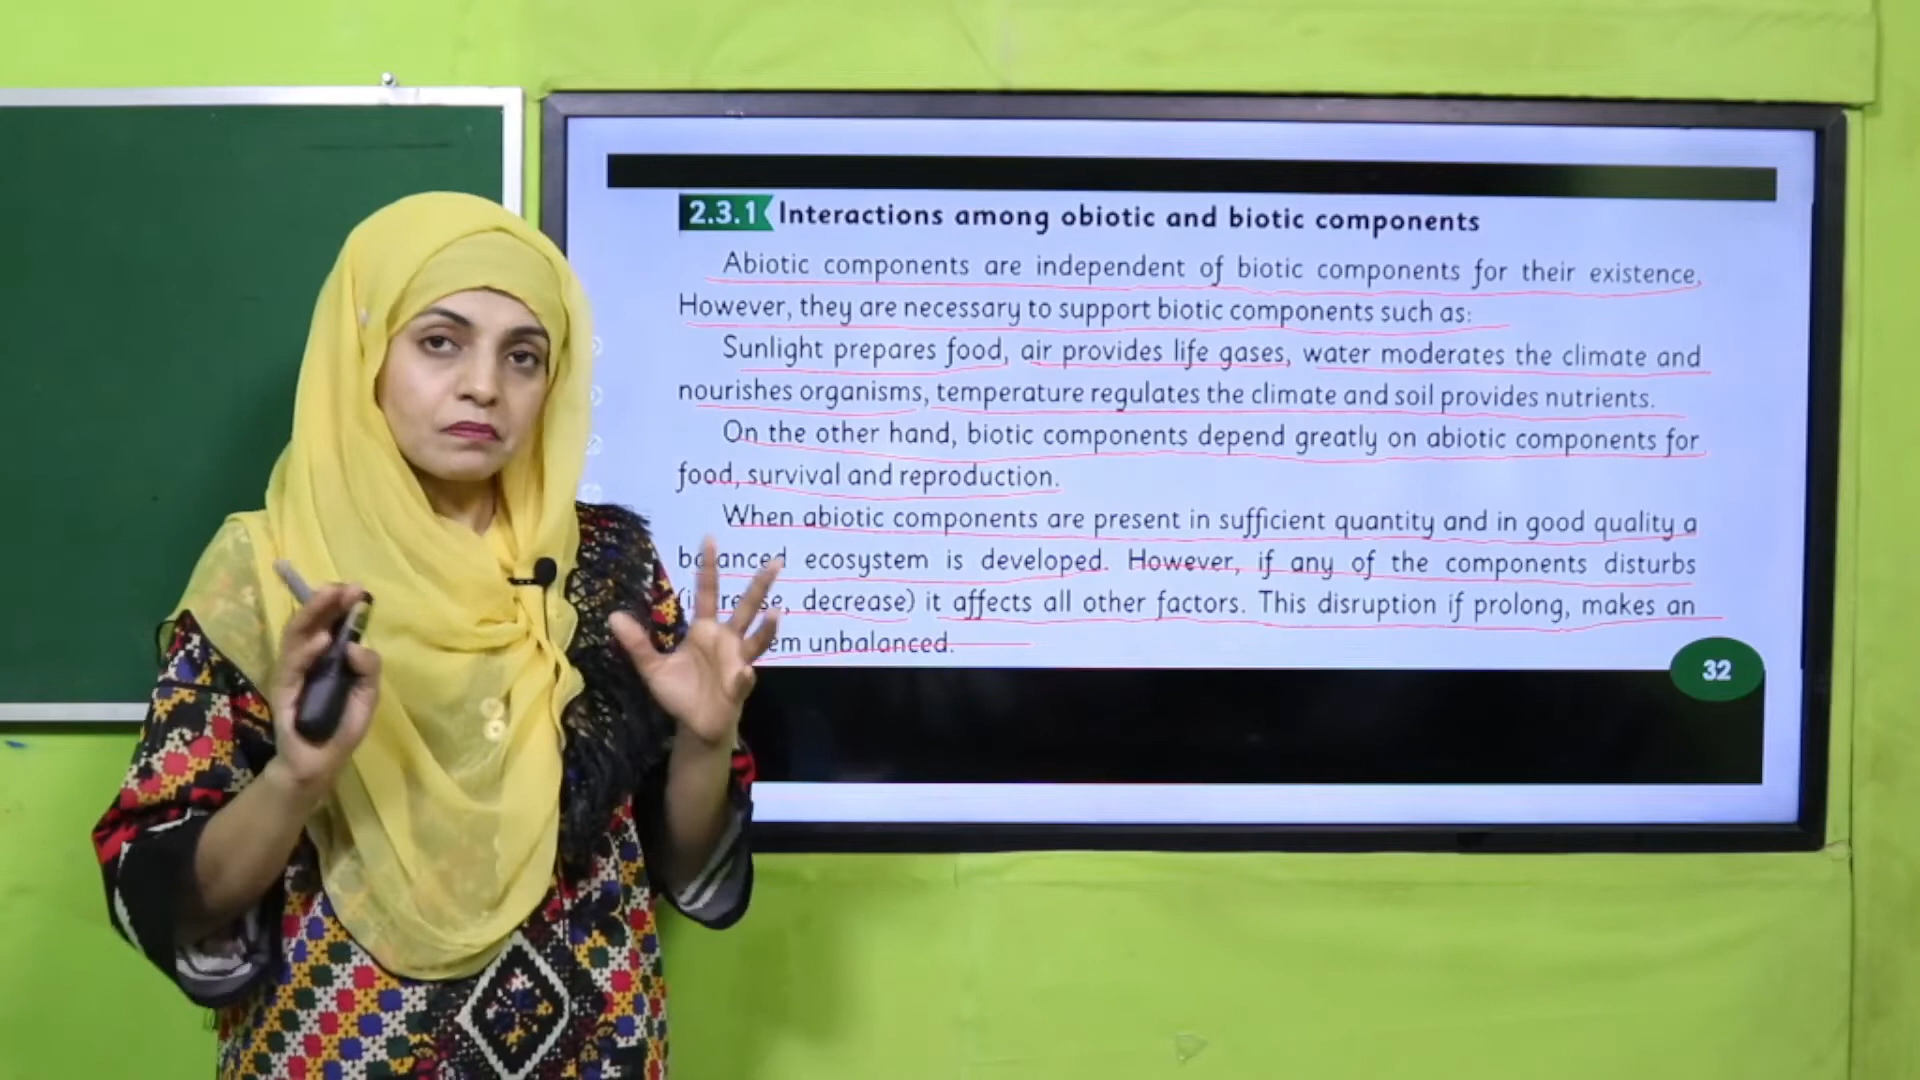 2.3.1 Interactions among obiotic and biotic components
Abiotic components are independent of biotic components for their existence.
However, they are necessary to support biotic components such as:
Sunlight prepares food, air provides life gases, water moderates the climate and
nourishes organisms, temperature regulates the climate and soil provides nutrients.
On the other hand, biotic components depend greatly on abiotic components for
food, survival and reproduction.
When abiotic components are present in sufficient quantity and in good quality a
balanced ecosystem is developed. However, if any of the components disturbs
(increase, decrease) it affects all other factors. This disruption if prolong, makes an
unbalanced.
32